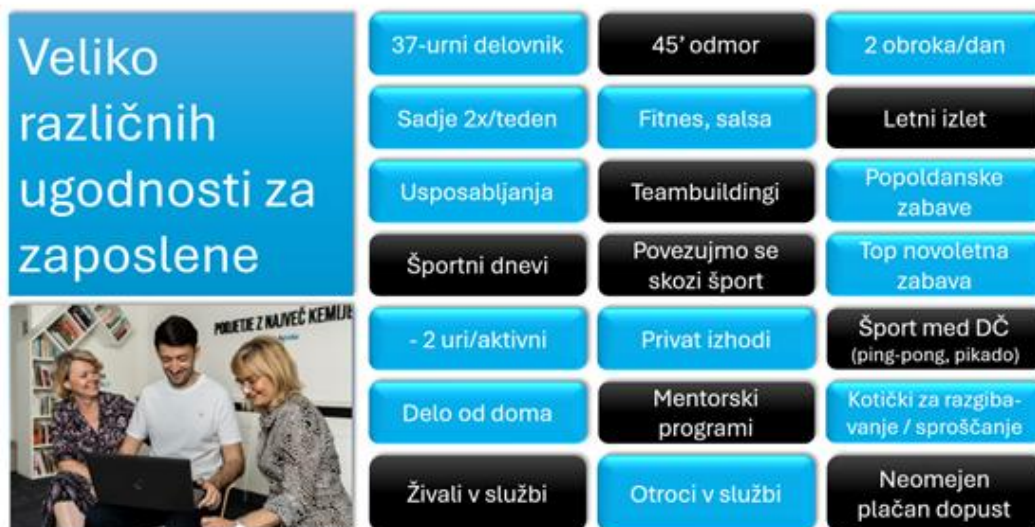 Veliko
različnih
ugodnosti za
zaposlene
37-urni delovnik
45’ odmor
2 obroka/dan
Sadje 2x/teden
Fitnes, salsa
Letni izlet
Usposabljanja
Teambuildingi
Popoldanske
zabave
Športni dnevi
Povezujmo se
skozi šport
Top novoletna
zabava
- 2 uri/aktivni
Privat izhodi
Šport med DČ
(ping-pong, pikado)
Delo od doma
Mentorski
programi
Kotički za razgiba-
vanje / sproščanje
Živali v službi
Otroci v službi
Neomejen
plačan dopust
PODJETJE Z NAJVEČ KEMIJE